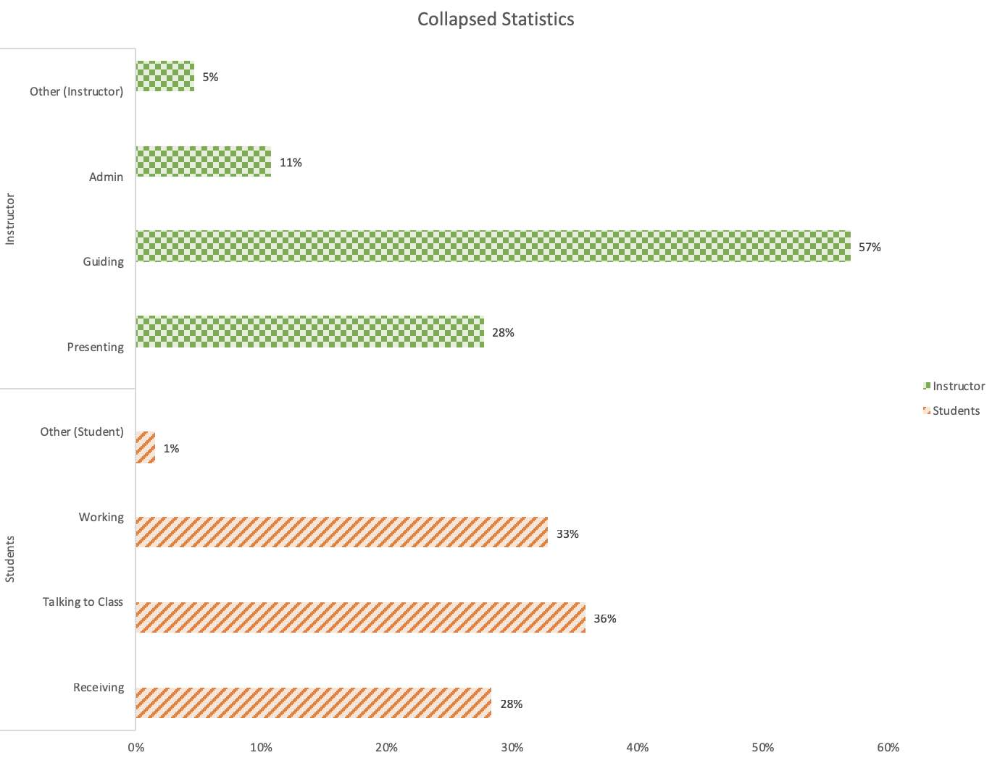 Collapsed Statistics
Instructor
Other (Instructor)
5%
Admin
11%
Guiding
57%
Presenting
28%
Students
Other (Student)
1%
Working
33%
Talking to Class
36%
Receiving
28%
0% 10% 20% 30% 40% 50% 60%
Instructor
Students